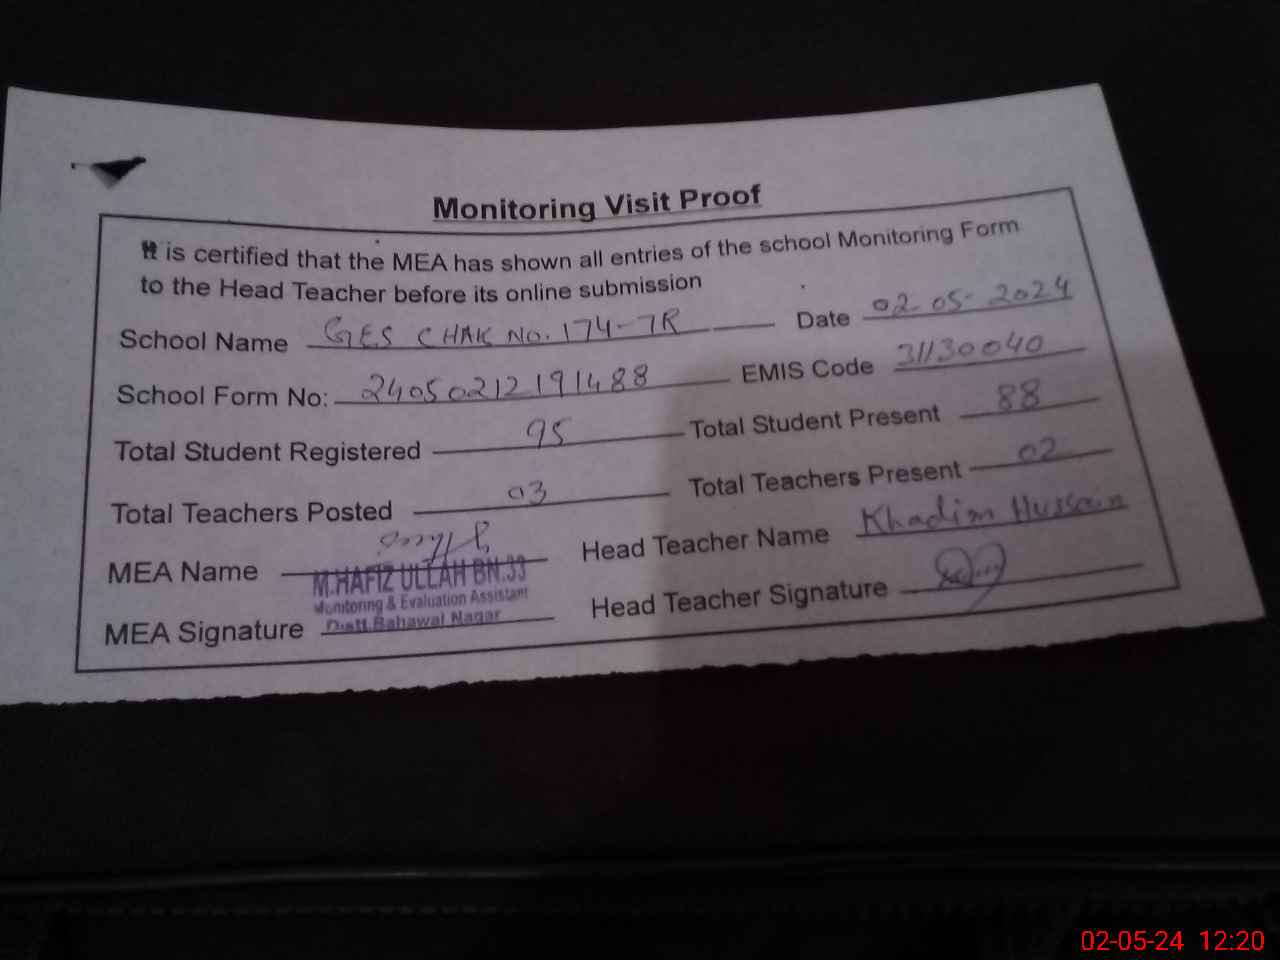 Monitoring Visit Proof
It is certified that the MEA has shown all entries of the school Monitoring Form
to the Head Teacher before its online submission
School Name GES CHAK NO. 174-7R Date 02-05-2024
School Form No: 24050212191488 EMIS Code 31130040
Total Student Registered 95 Total Student Present 88
Total Teachers Posted 03 Total Teachers Present 02
MEA Name Head Teacher Name Khadim Hussain
M.HAFIZ ULLAH BN.33
Monitoring & Evaluation Assistant
Distt.Bahawal Nagar
MEA Signature Head Teacher Signature
02-05-24 12:20